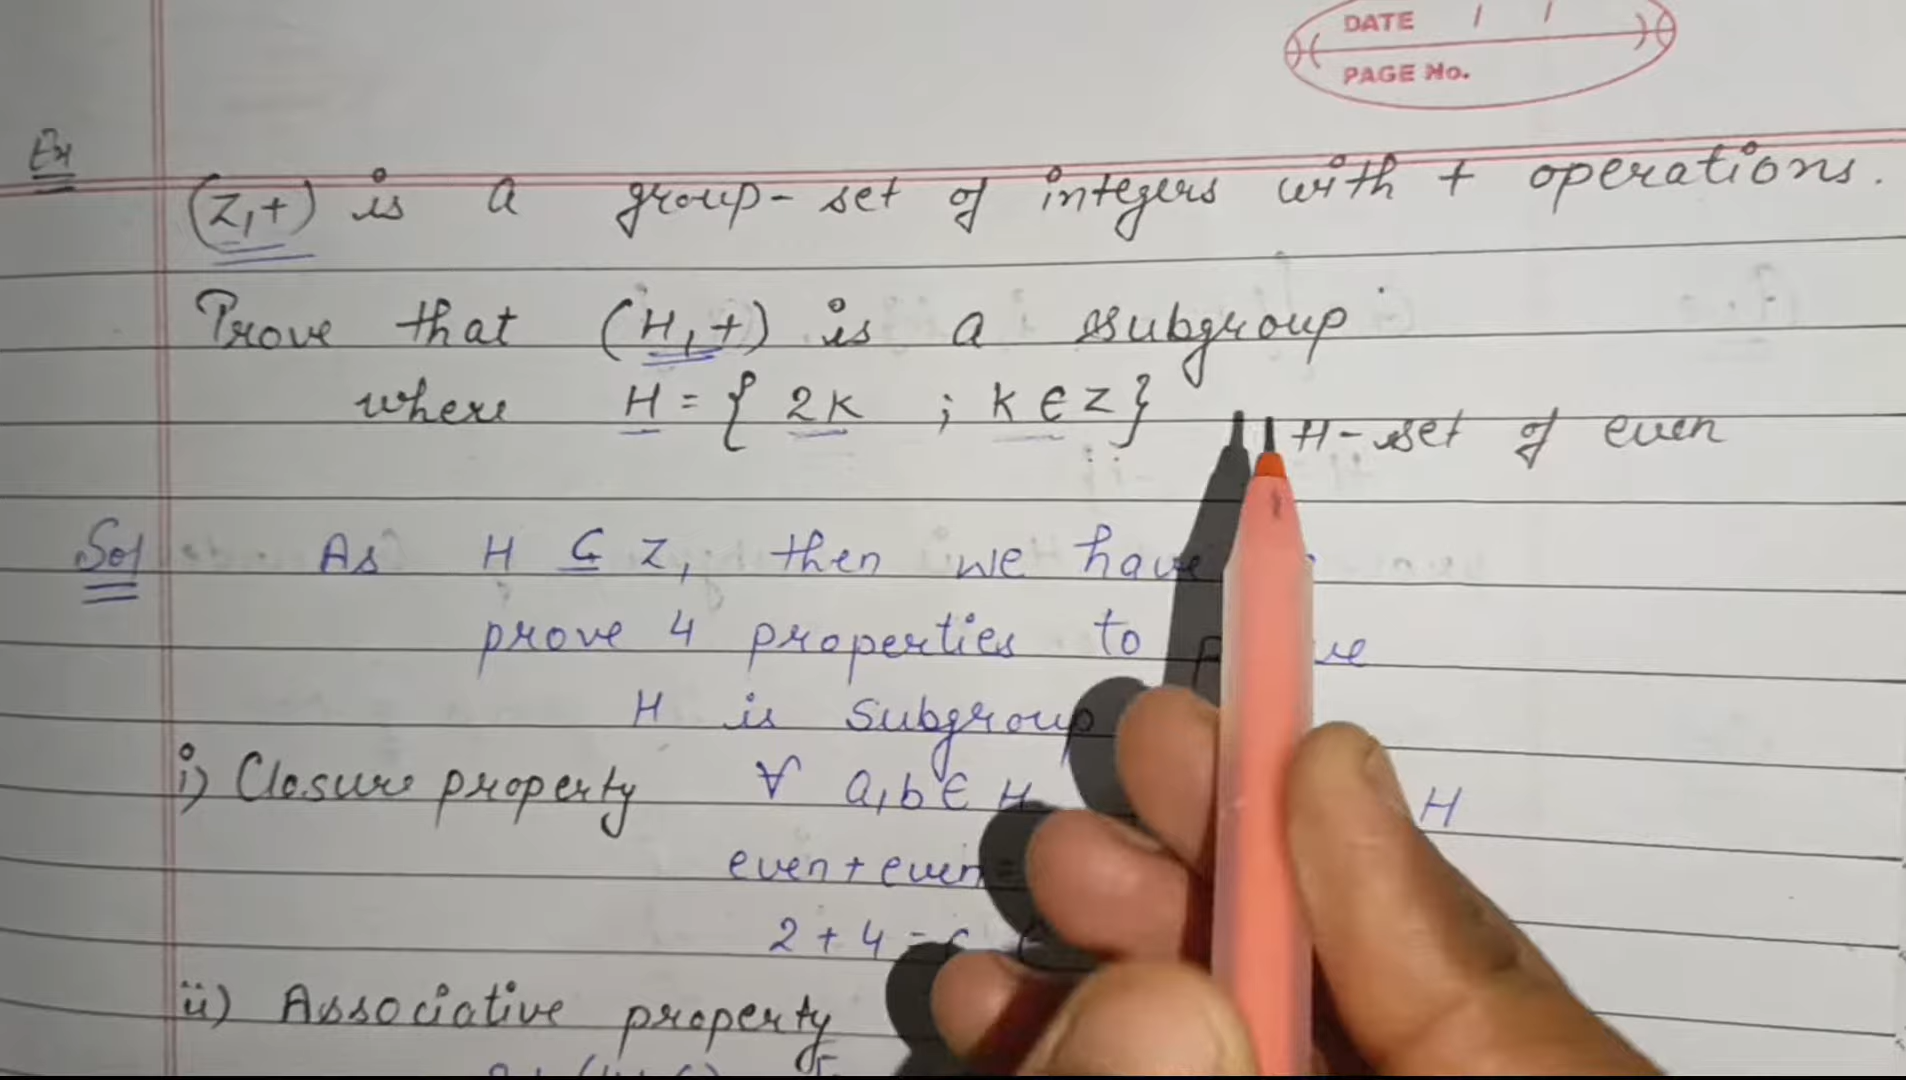 DATE / /
PAGE No.
Ex
(Z,+) is a group - set of integers with + operations.
Prove that (H,+) is a subgroup
where H = { 2K ; K ∈ Z } H - set of even
Sol As H ⊆ Z, then we have
prove 4 properties to
H is Subgroup
i) Closure property ∀ a,b ∈ H H
even + even
2 + 4 =
ii) Associative property